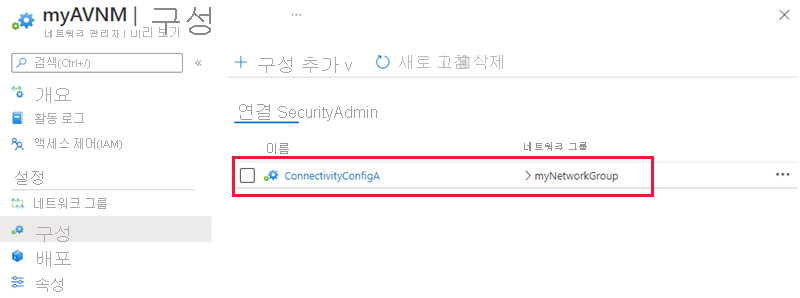 myAVNM | 구성
네트워크 관리자 | 미리 보기
검색(Ctrl+/)
구성 추가
새로 고침
삭제
개요
활동 로그
액세스 제어(IAM)
설정
네트워크 그룹
구성
배포
속성
연결 SecurityAdmin
이름
네트워크 그룹
ConnectivityConfigA
myNetworkGroup